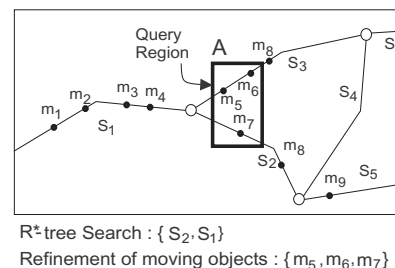 Query
Region
A
m₈
m₆
m₅
S₃
S
m₁
m₂
m₃
m₄
S₁
S₄
m₇
m₈
S₂
m₉
S₅
R*-tree Search : {S₂,S₁}
Refinement of moving objects : {m₅,m₆,m₇}